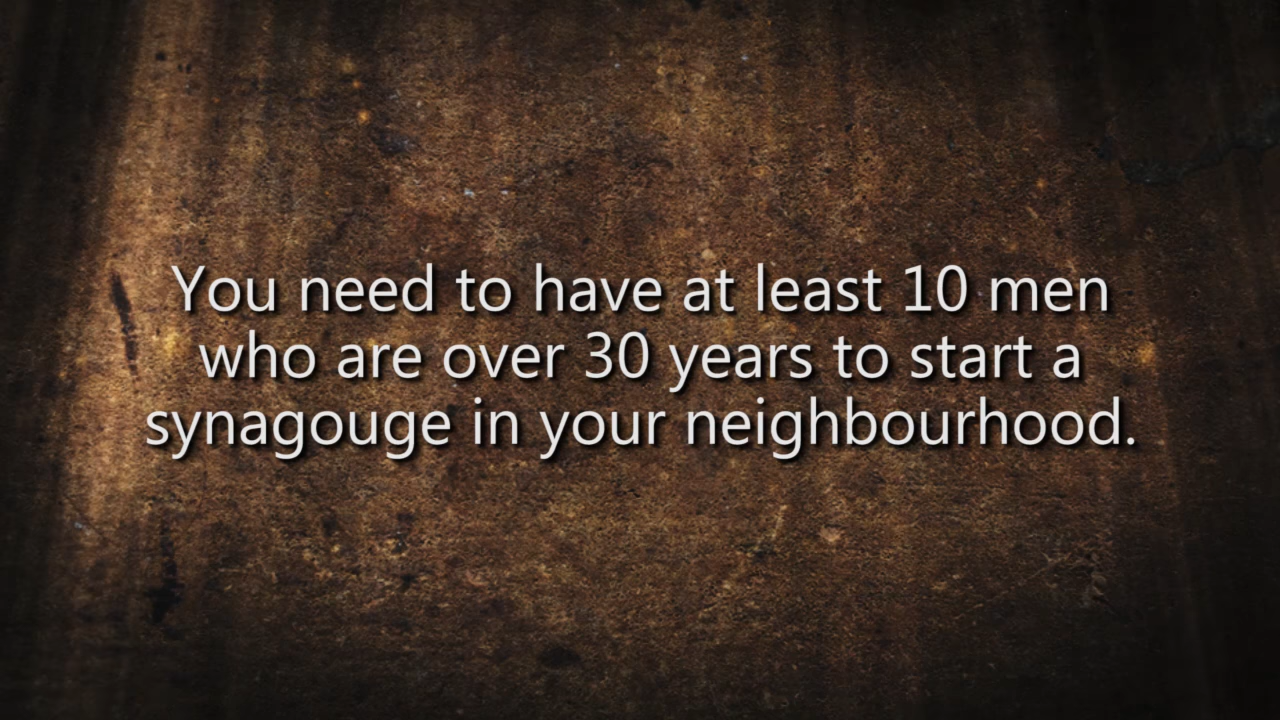 You need to have at least 10 men
who are over 30 years to start a
synagouge in your neighbourhood.